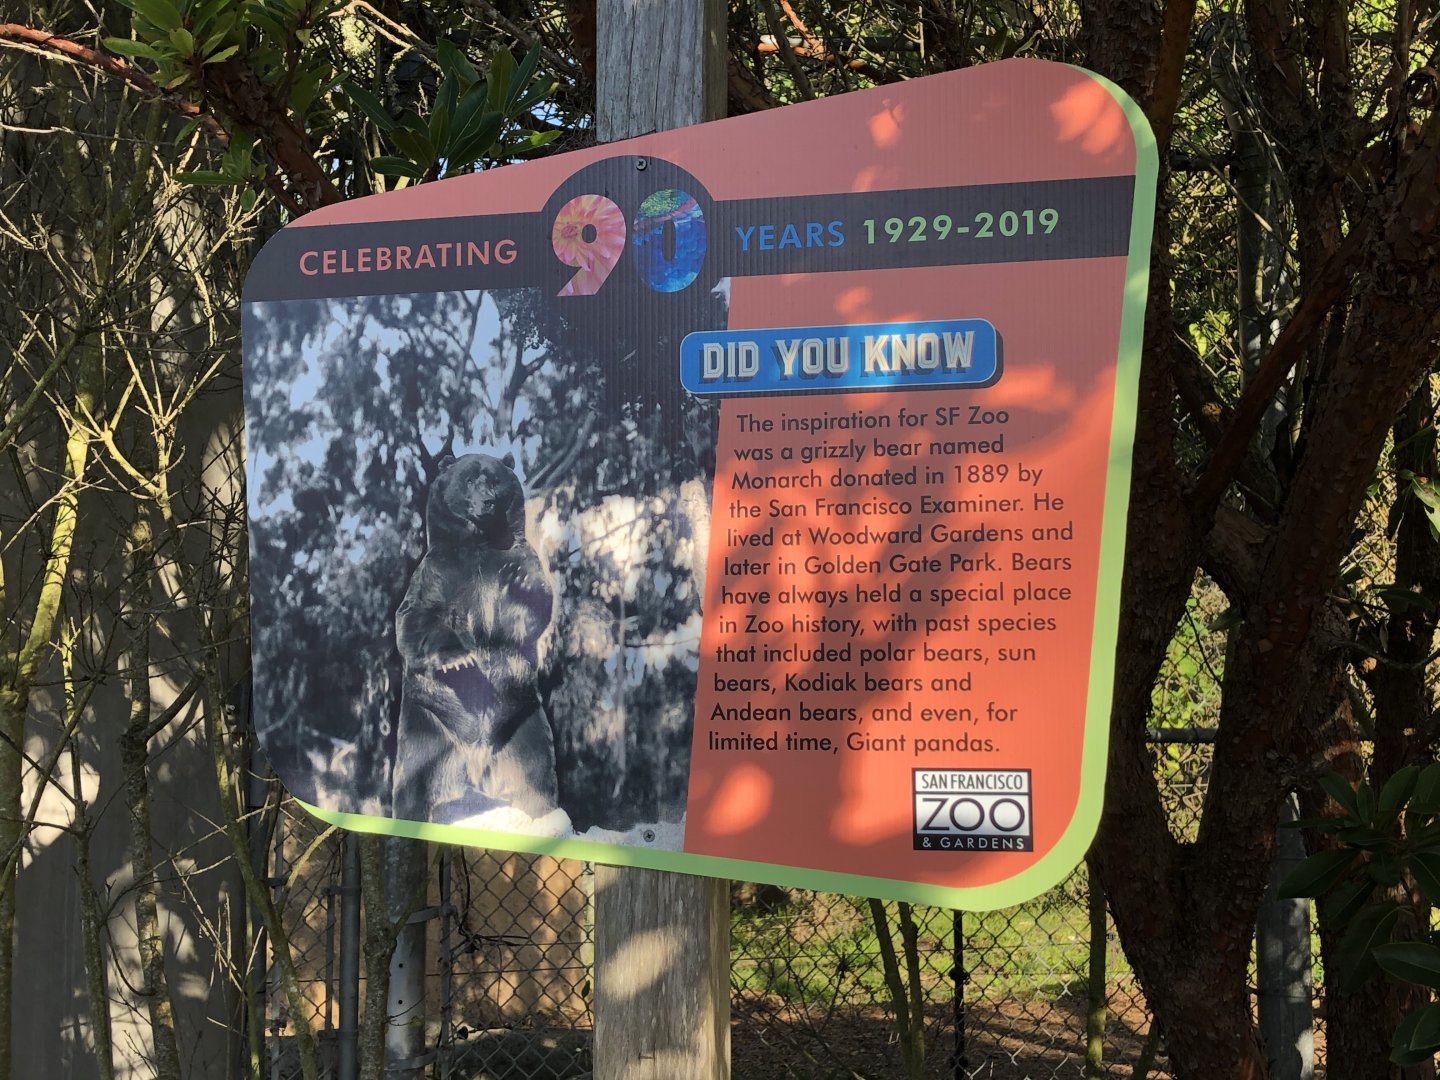 CELEBRATING 90 YEARS 1929-2019
DID YOU KNOW
The inspiration for SF Zoo
was a grizzly bear named
Monarch donated in 1889 by
the San Francisco Examiner. He
lived at Woodward Gardens and
later in Golden Gate Park. Bears
have always held a special place
in Zoo history, with past species
that included polar bears, sun
bears, Kodiak bears and
Andean bears, and even, for
limited time, Giant pandas.
SAN FRANCISCO
ZOO
& GARDENS